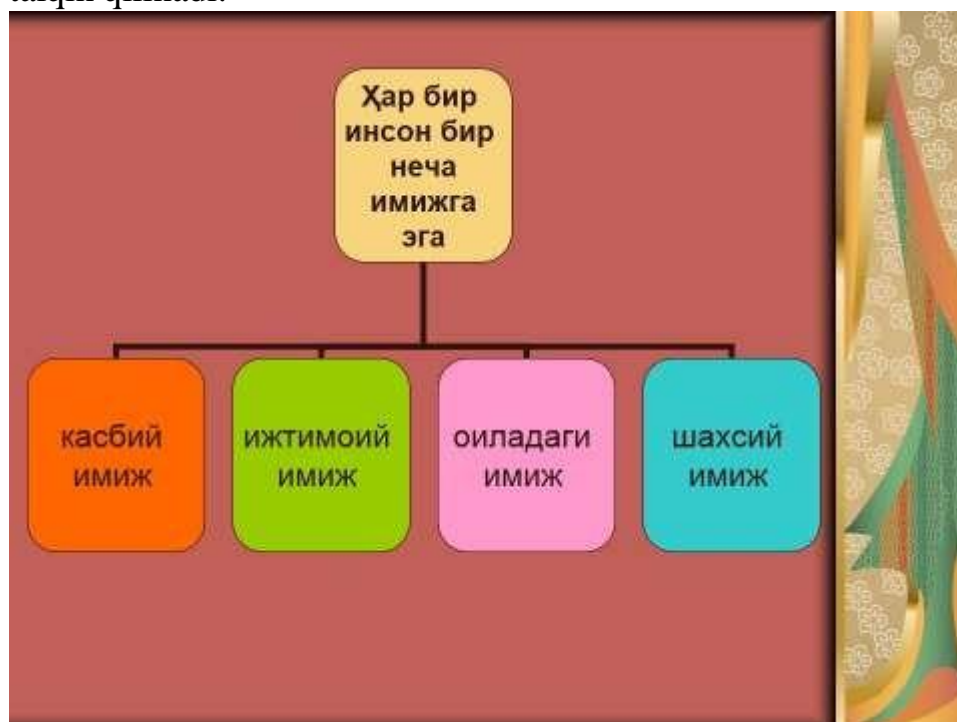 Ҳар бир
инсон бир
неча
имижга
эга
касбий
имиж
ижтимоий
имиж
оиладаги
имиж
шахсий
имиж